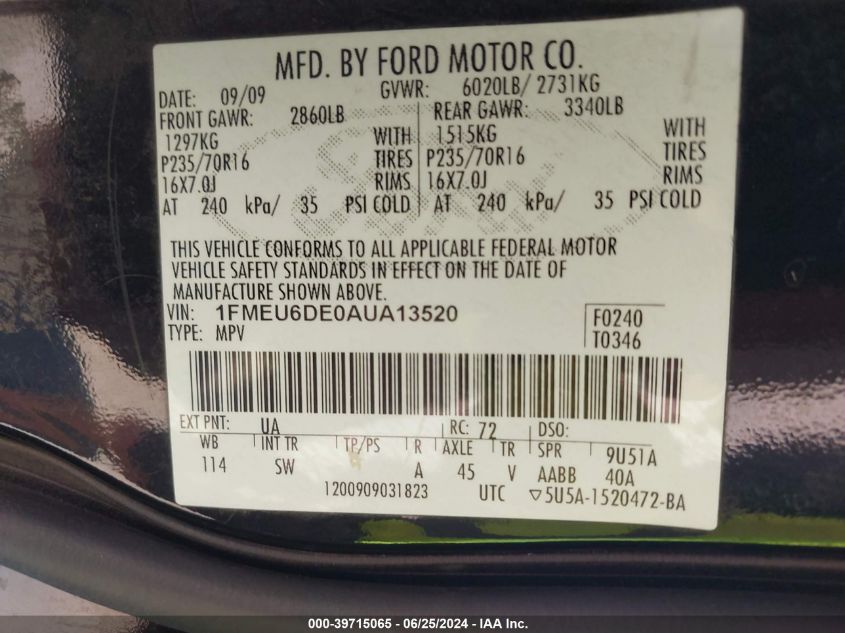 MFD. BY FORD MOTOR CO.
DATE: 09/09 GVWR: 6020LB/ 2731KG
FRONT GAWR: 2860LB REAR GAWR: 3340LB
1297KG WITH 1515KG WITH
P235/70R16 TIRES P235/70R16 TIRES
16X7.0J RIMS 16X7.0J RIMS
AT 240 kPa/ 35 PSI COLD AT 240 kPa/ 35 PSI COLD
THIS VEHICLE CONFORMS TO ALL APPLICABLE FEDERAL MOTOR
VEHICLE SAFETY STANDARDS IN EFFECT ON THE DATE OF
MANUFACTURE SHOWN ABOVE.
VIN: 1FMEU6DE0AUA13520 F0240
TYPE: MPV T0346
EXT PNT: UA RC: 72 DSO:
WB INT TR TP/PS R AXLE TR SPR 9U51A
114 SW A 45 V AABB 40A
1200909031823 UTC ▽5U5A-1520472-BA
000-39715065 - 06/25/2024 - IAA Inc.